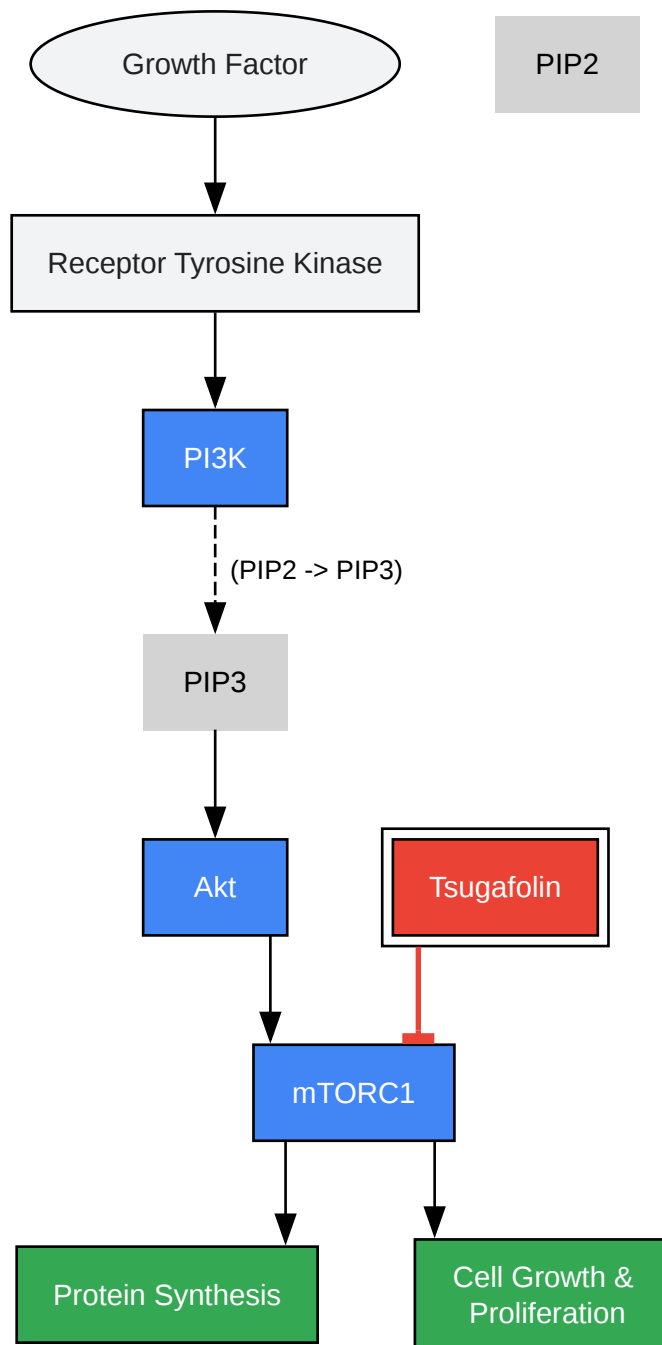 Growth Factor
PIP2
Receptor Tyrosine Kinase
PI3K
(PIP2 -> PIP3)
PIP3
Akt
Tsugafolin
mTORC1
Protein Synthesis
Cell Growth &
Proliferation